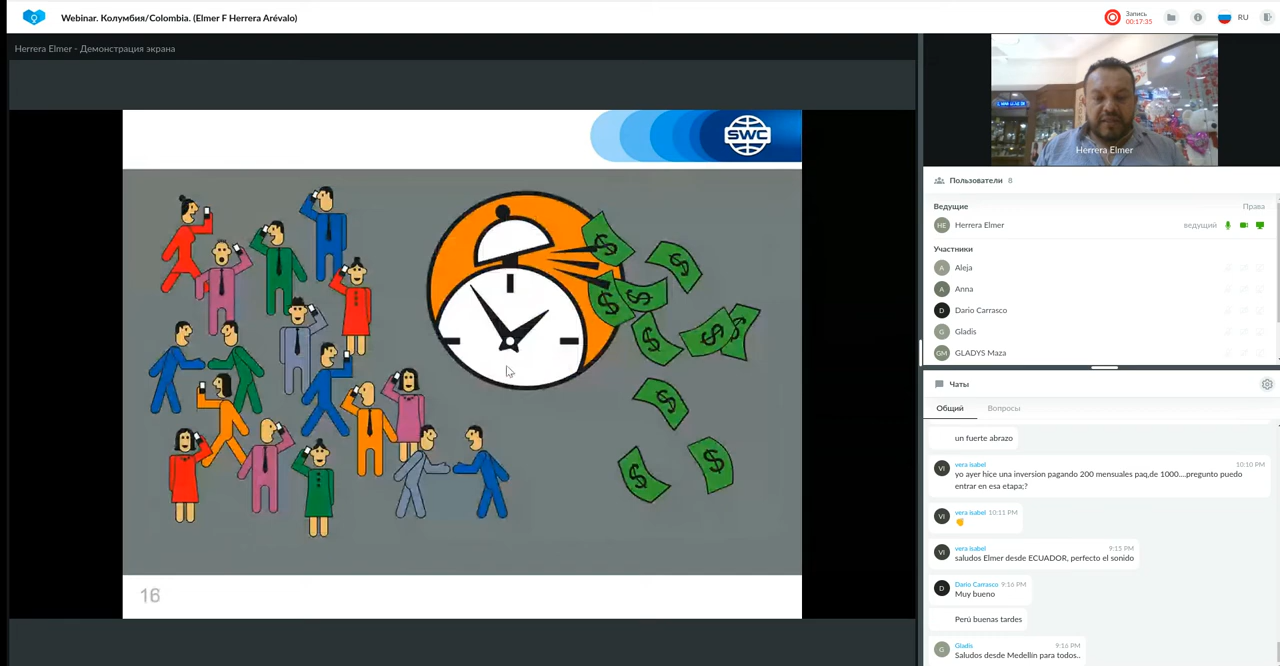 Webinar. Колумбия/Colombia. (Elmer F Herrera Arévalo)
Запись
00:17:35
RU
Herrera Elmer - Демонстрация экрана
SWC
$
$
$
$
$
$
$
$
$
16
Herrera Elmer
Пользователи 8
Ведущие Права
HE Herrera Elmer ведущий
Участники
A Aleja
A Anna
D Dario Carrasco
G Gladis
GM GLADYS Maza
Чаты
Общий Вопросы
un fuerte abrazo
VI vera isabel 10:10 PM
yo ayer hice una inversion pagando 200 mensuales paq,de 1000....pregunto puedo
entrar en esa etapa;?
VI vera isabel 10:11 PM
VI vera isabel 9:15 PM
saludos Elmer desde ECUADOR, perfecto el sonido
D Dario Carrasco 9:16 PM
Muy bueno
Perú buenas tardes
G Gladis 9:16 PM
Saludos desde Medellín para todos..